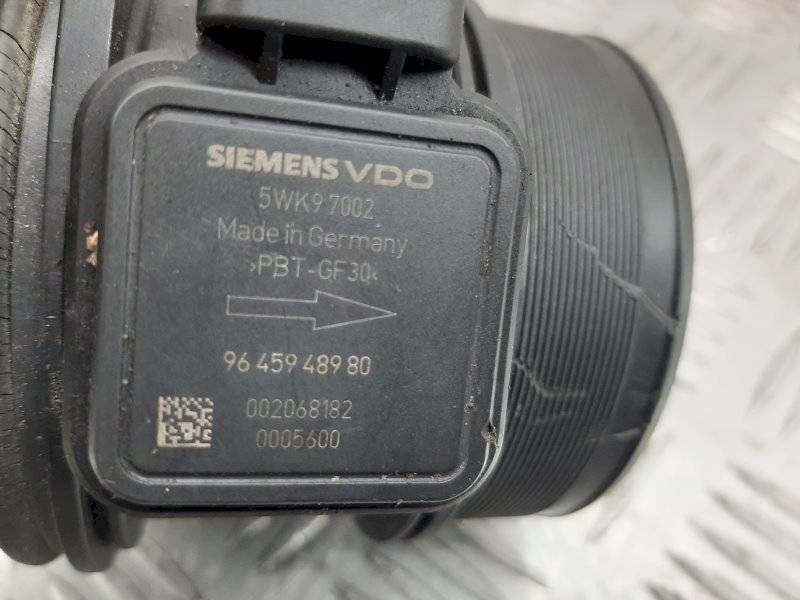 SIEMENS VDO
5WK9 7002
Made in Germany
>PBT-GF30<
96 459 489 80
002068182
0005600